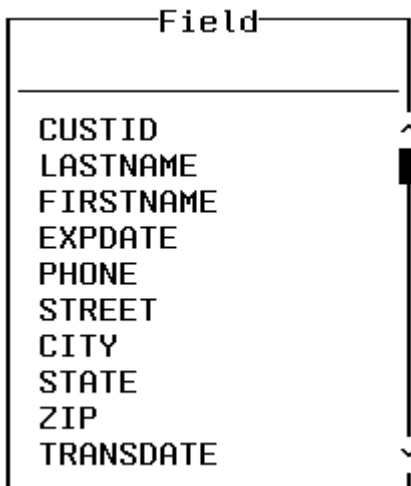 Field
CUSTID
LASTNAME
FIRSTNAME
EXPDATE
PHONE
STREET
CITY
STATE
ZIP
TRANSDATE